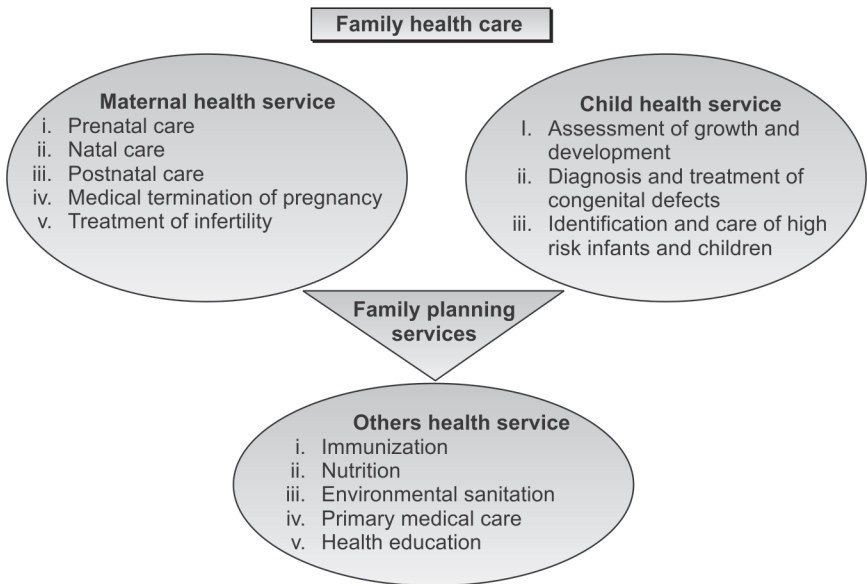 Family health care
Maternal health service
i. Prenatal care
ii. Natal care
iii. Postnatal care
iv. Medical termination of pregnancy
v. Treatment of infertility
Child health service
I. Assessment of growth and
development
ii. Diagnosis and treatment of
congenital defects
iii. Identification and care of high
risk infants and children
Family planning
services
Others health service
i. Immunization
ii. Nutrition
iii. Environmental sanitation
iv. Primary medical care
v. Health education